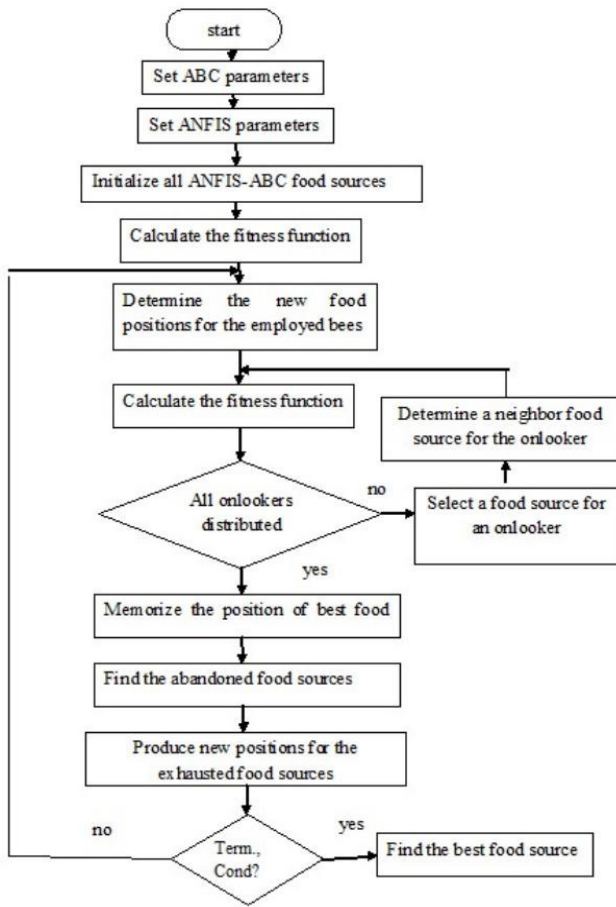 start
Set ABC parameters
Set ANFIS parameters
Initialize all ANFIS-ABC food sources
Calculate the fitness function
Determine the new food
positions for the employed bees
Calculate the fitness function
Determine a neighbor food
source for the onlooker
All onlookers
distributed
no
Select a food source for
an onlooker
yes
Memorize the position of best food
Find the abandoned food sources
Produce new positions for the
exhausted food sources
no
Term.,
Cond?
yes
Find the best food source